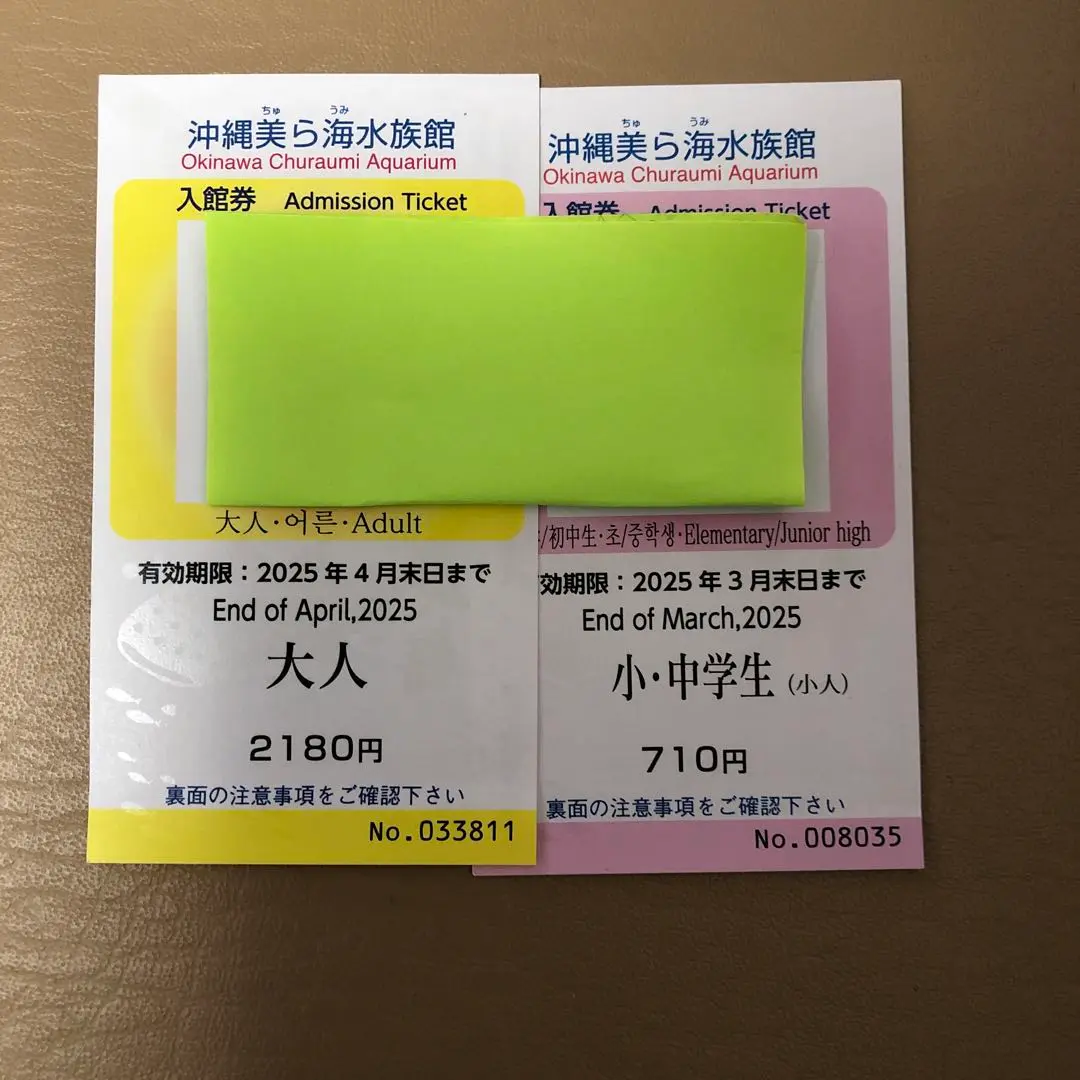 ちゅ うみ
沖縄美ら海水族館
Okinawa Churaumi Aquarium
入館券 Admission Ticket
大人・어른・Adult
有効期限：2025年4月末日まで
End of April,2025
大人
2180円
裏面の注意事項をご確認下さい
No.033811
ちゅ うみ
沖縄美ら海水族館
Okinawa Churaumi Aquarium
入館券 Admission Ticket
/初中生・초/중학생・Elementary/Junior high
効期限：2025年3月末日まで
End of March,2025
小・中学生（小人）
710円
裏面の注意事項をご確認下さい
No.008035